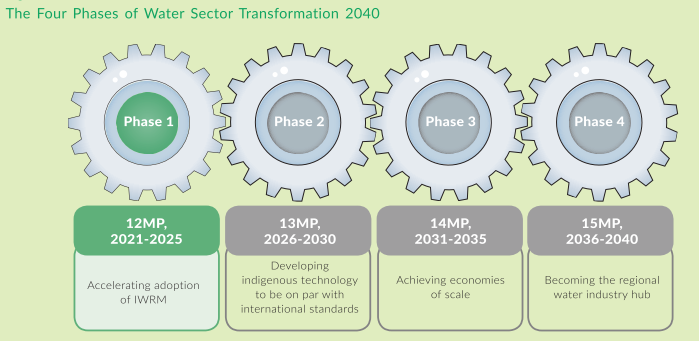 The Four Phases of Water Sector Transformation 2040
Phase 1
Phase 2
Phase 3
Phase 4
12MP,
2021-2025
Accelerating adoption
of IWRM
13MP,
2026-2030
Developing
indigenous technology
to be on par with
international standards
14MP,
2031-2035
Achieving economies
of scale
15MP,
2036-2040
Becoming the regional
water industry hub